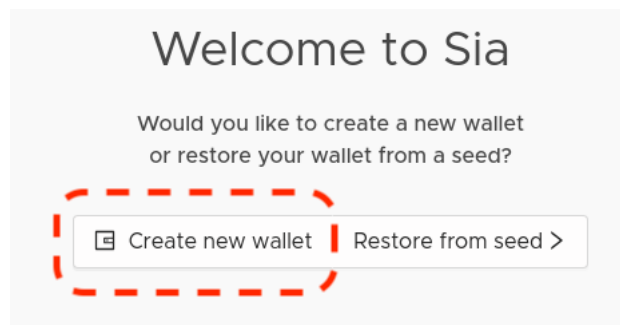 Welcome to Sia
Would you like to create a new wallet
or restore your wallet from a seed?
Create new wallet
Restore from seed